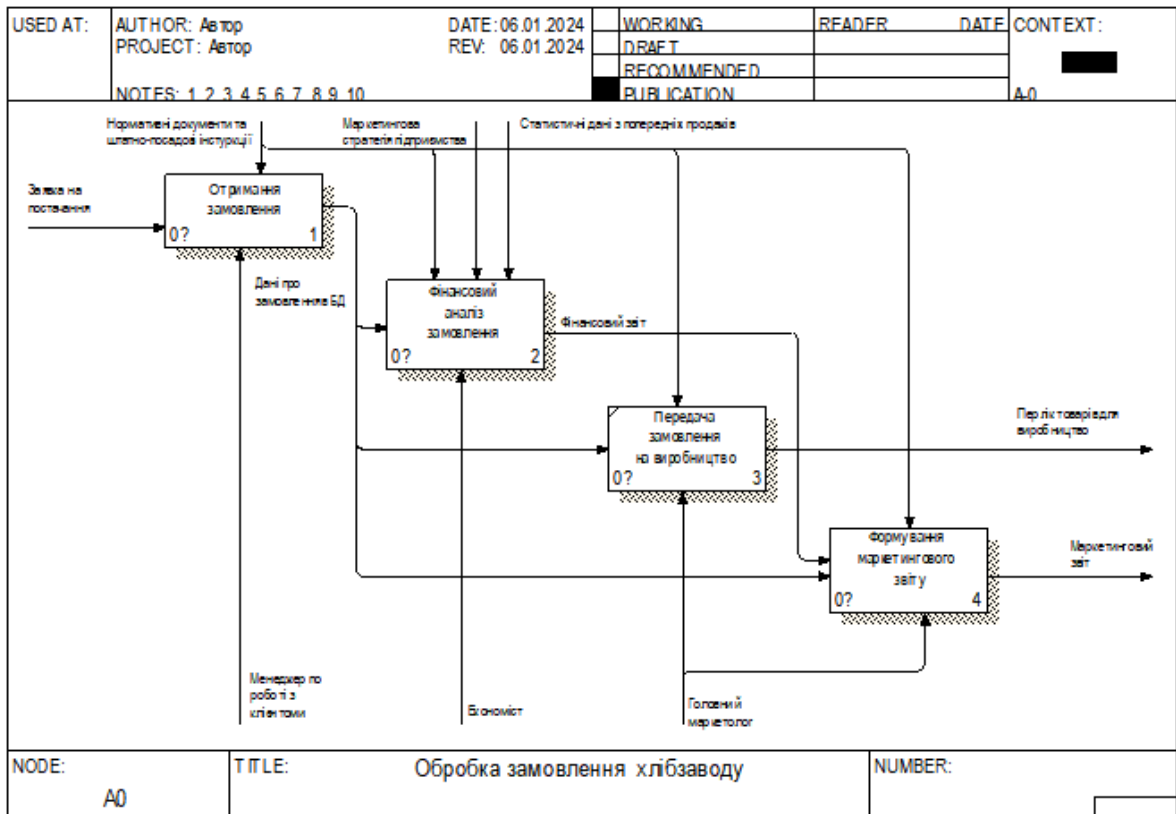 USED AT:
AUTHOR: Автор
DATE: 06.01.2024
PROJECT: Автор
REV: 06.01.2024
NOTES: 1 2 3 4 5 6 7 8 9 10
WORKING
DRAFT
RECOMMENDED
PUBLICATION
READER
DATE
CONTEXT:
A-0
Нормативні документи та
штатно-посадові інстуркції
Маркетингова
стратегія підприємства
Статистичні дані з попередніх продажів
Заявка на
постачання
Отримання
замовлення
0?
1
Дані про
замовлення в БД
Фінансовий
аналіз
замовлення
0?
2
Фінансовий звіт
Передача
замовлення
на виробництво
0?
3
Перлік товарів для
виробництво
Формування
маркетингового
звіту
0?
4
Маркетинговий
звіт
Менеджер по
роботі з
клієнтоми
Економіст
Головний
маркетолог
NODE:
A0
TITLE:
Обробка замовлення хлібзаводу
NUMBER: